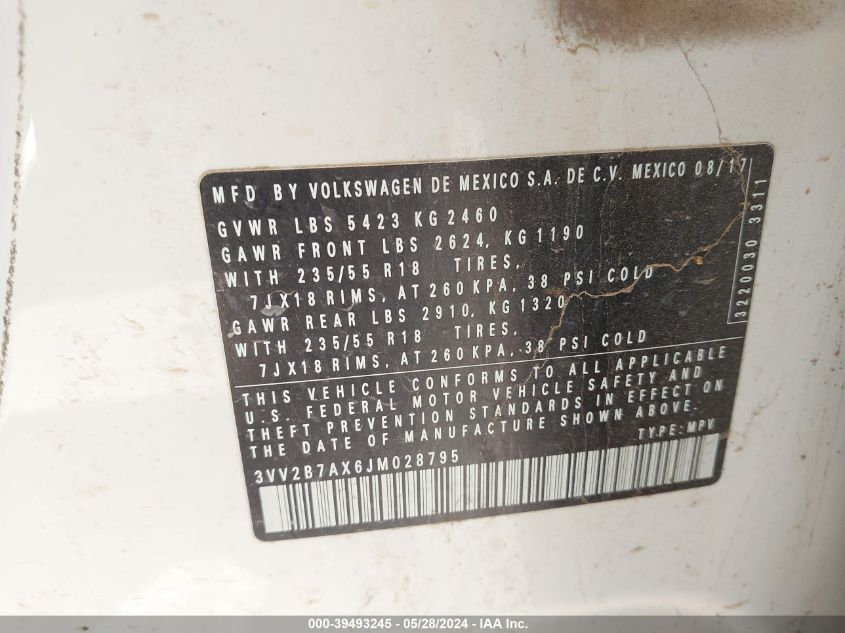 MFD BY VOLKSWAGEN DE MEXICO S.A. DE C.V. MEXICO 08/17
GVWR LBS 5423 KG 2460
GAWR FRONT LBS 2624, KG 1190
WITH 235/55 R18 TIRES,
7JX18 RIMS, AT 260 KPA, 38 PSI COLD
GAWR REAR LBS 2910, KG 1320
WITH 235/55 R18 TIRES,
7JX18 RIMS, AT 260 KPA, 38 PSI COLD
THIS VEHICLE CONFORMS TO ALL APPLICABLE
U.S. FEDERAL MOTOR VEHICLE SAFETY AND
THEFT PREVENTION STANDARDS IN EFFECT ON
THE DATE OF MANUFACTURE SHOWN ABOVE.
3VV2B7AX6JM028795 TYPE: MPV
3220030 3311
000-39493245 - 05/28/2024 - IAA Inc.